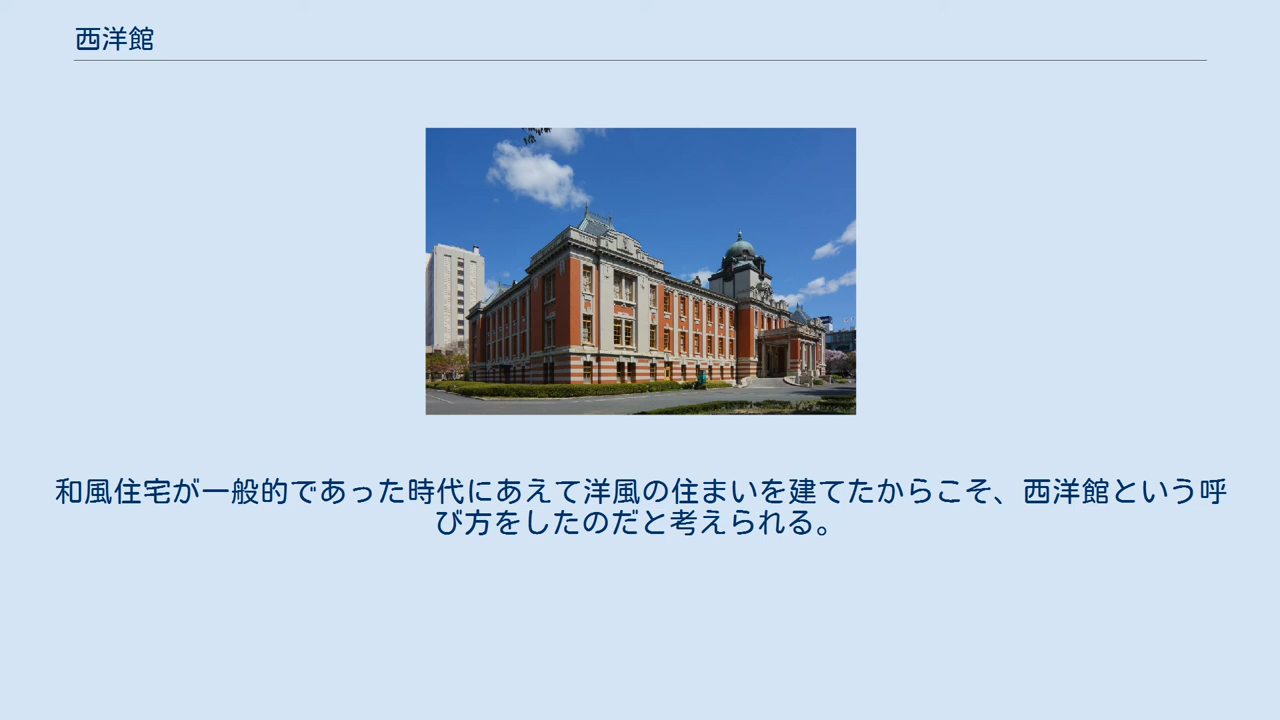 西洋館
和風住宅が一般的であった時代にあえて洋風の住まいを建てたからこそ、西洋館という呼
び方をしたのだと考えられる。